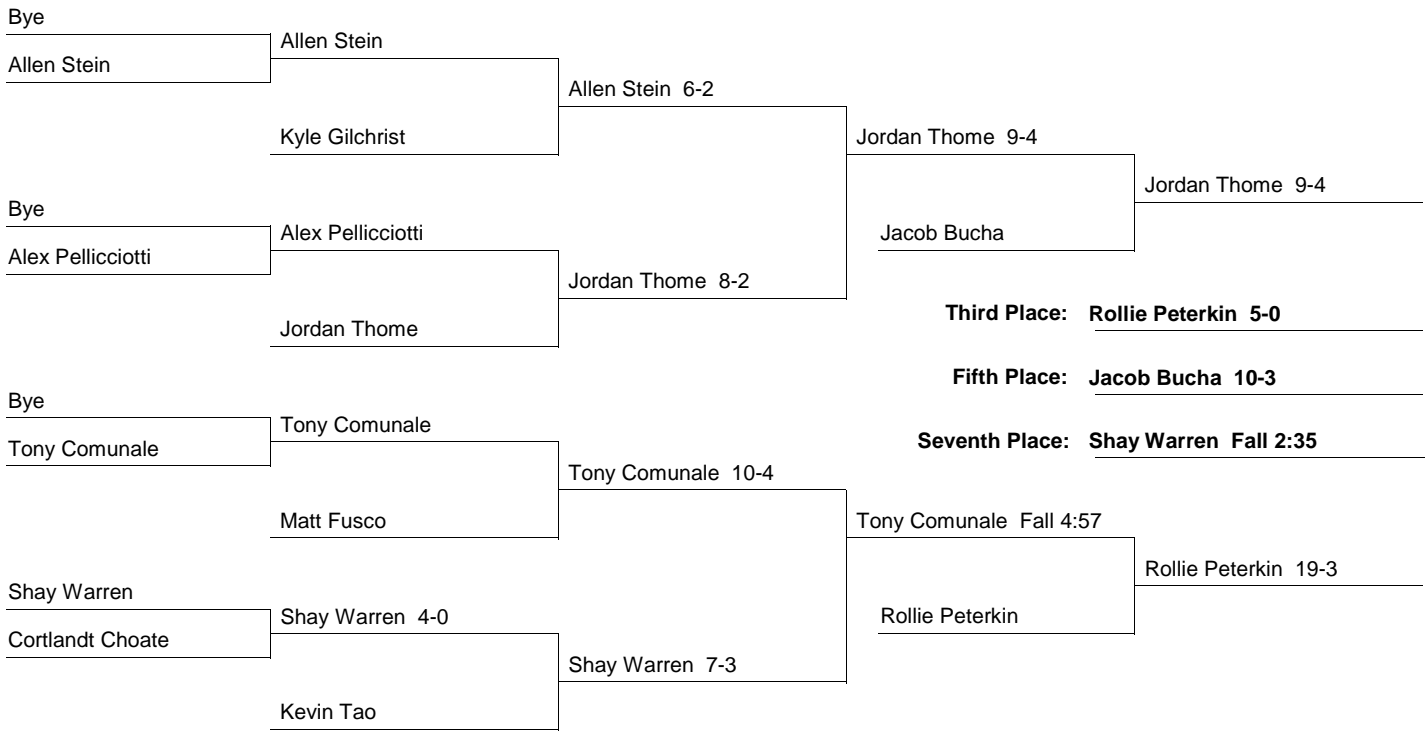 Bye
Allen Stein
Allen Stein
Allen Stein 6-2
Kyle Gilchrist
Jordan Thome 9-4
Jordan Thome 9-4
Bye
Alex Pellicciotti
Jacob Bucha
Alex Pellicciotti
Jordan Thome 8-2
Third Place: Rollie Peterkin 5-0
Jordan Thome
Fifth Place: Jacob Bucha 10-3
Bye
Tony Comunale
Seventh Place: Shay Warren Fall 2:35
Tony Comunale
Tony Comunale 10-4
Matt Fusco
Tony Comunale Fall 4:57
Rollie Peterkin 19-3
Shay Warren
Shay Warren 4-0
Rollie Peterkin
Cortlandt Choate
Shay Warren 7-3
Kevin Tao